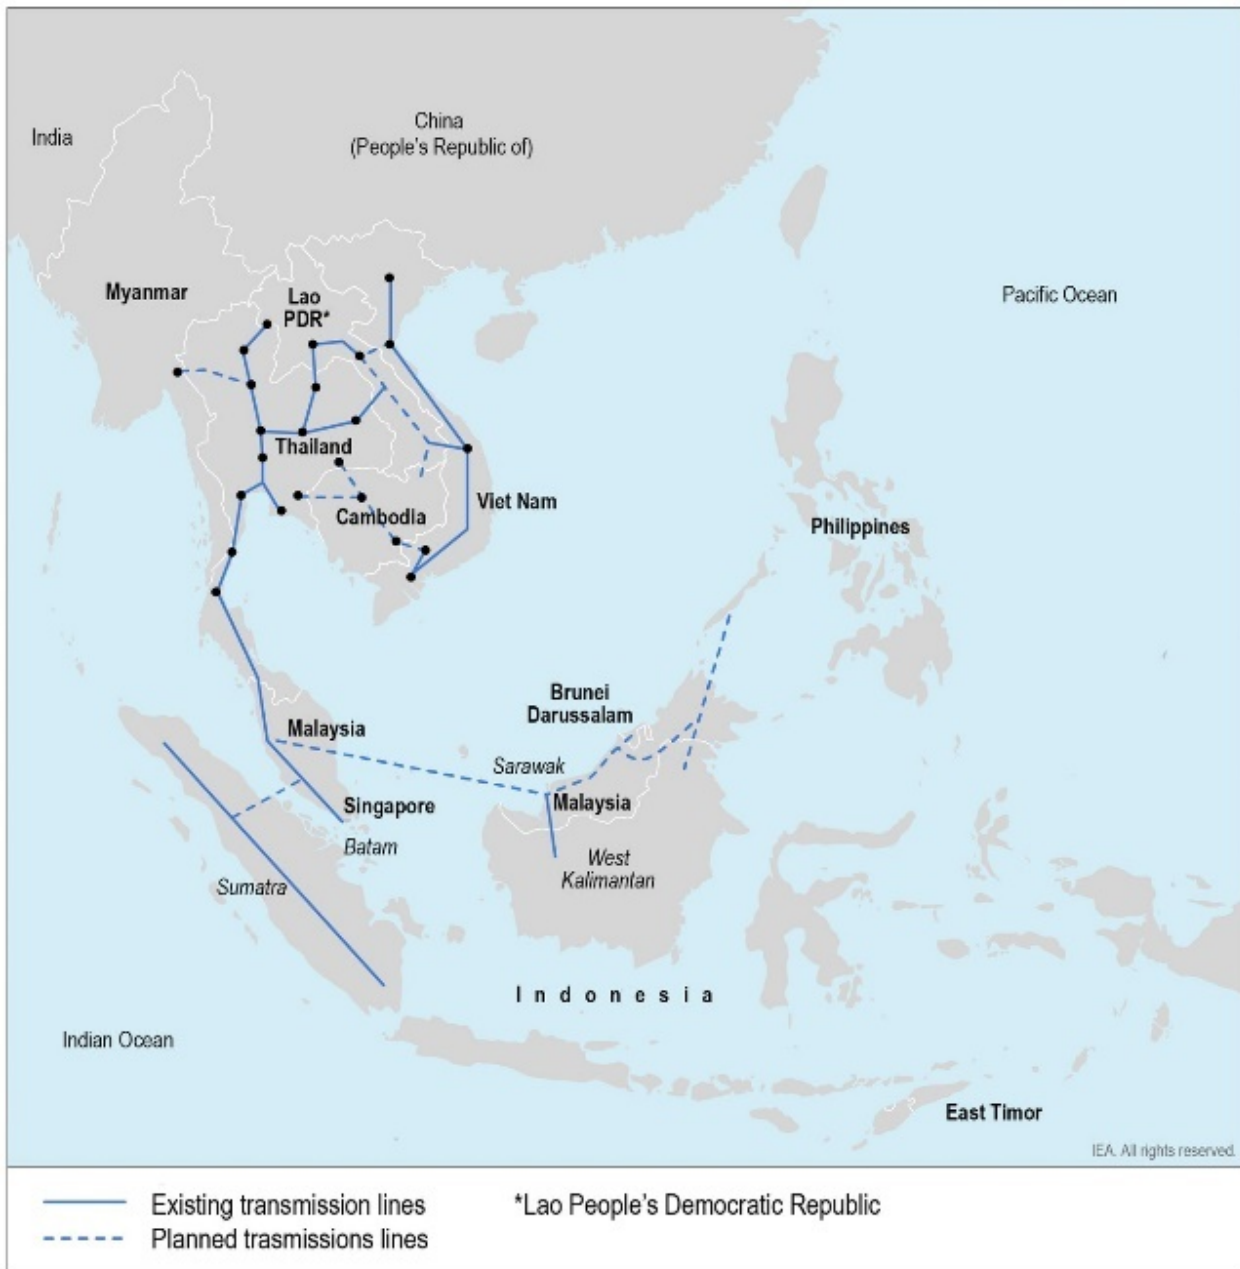 China
(People's Republic of)
India
Myanmar
Lao
PDR*
Pacific Ocean
Thailand
Viet Nam
Cambodia
Philippines
Brunei
Darussalam
Malaysia
Sarawak
Singapore
Malaysia
Batam
West
Kalimantan
Sumatra
Indonesia
Indian Ocean
East Timor
IEA. All rights reserved.
Existing transmission lines
*Lao People's Democratic Republic
Planned trasmissions lines